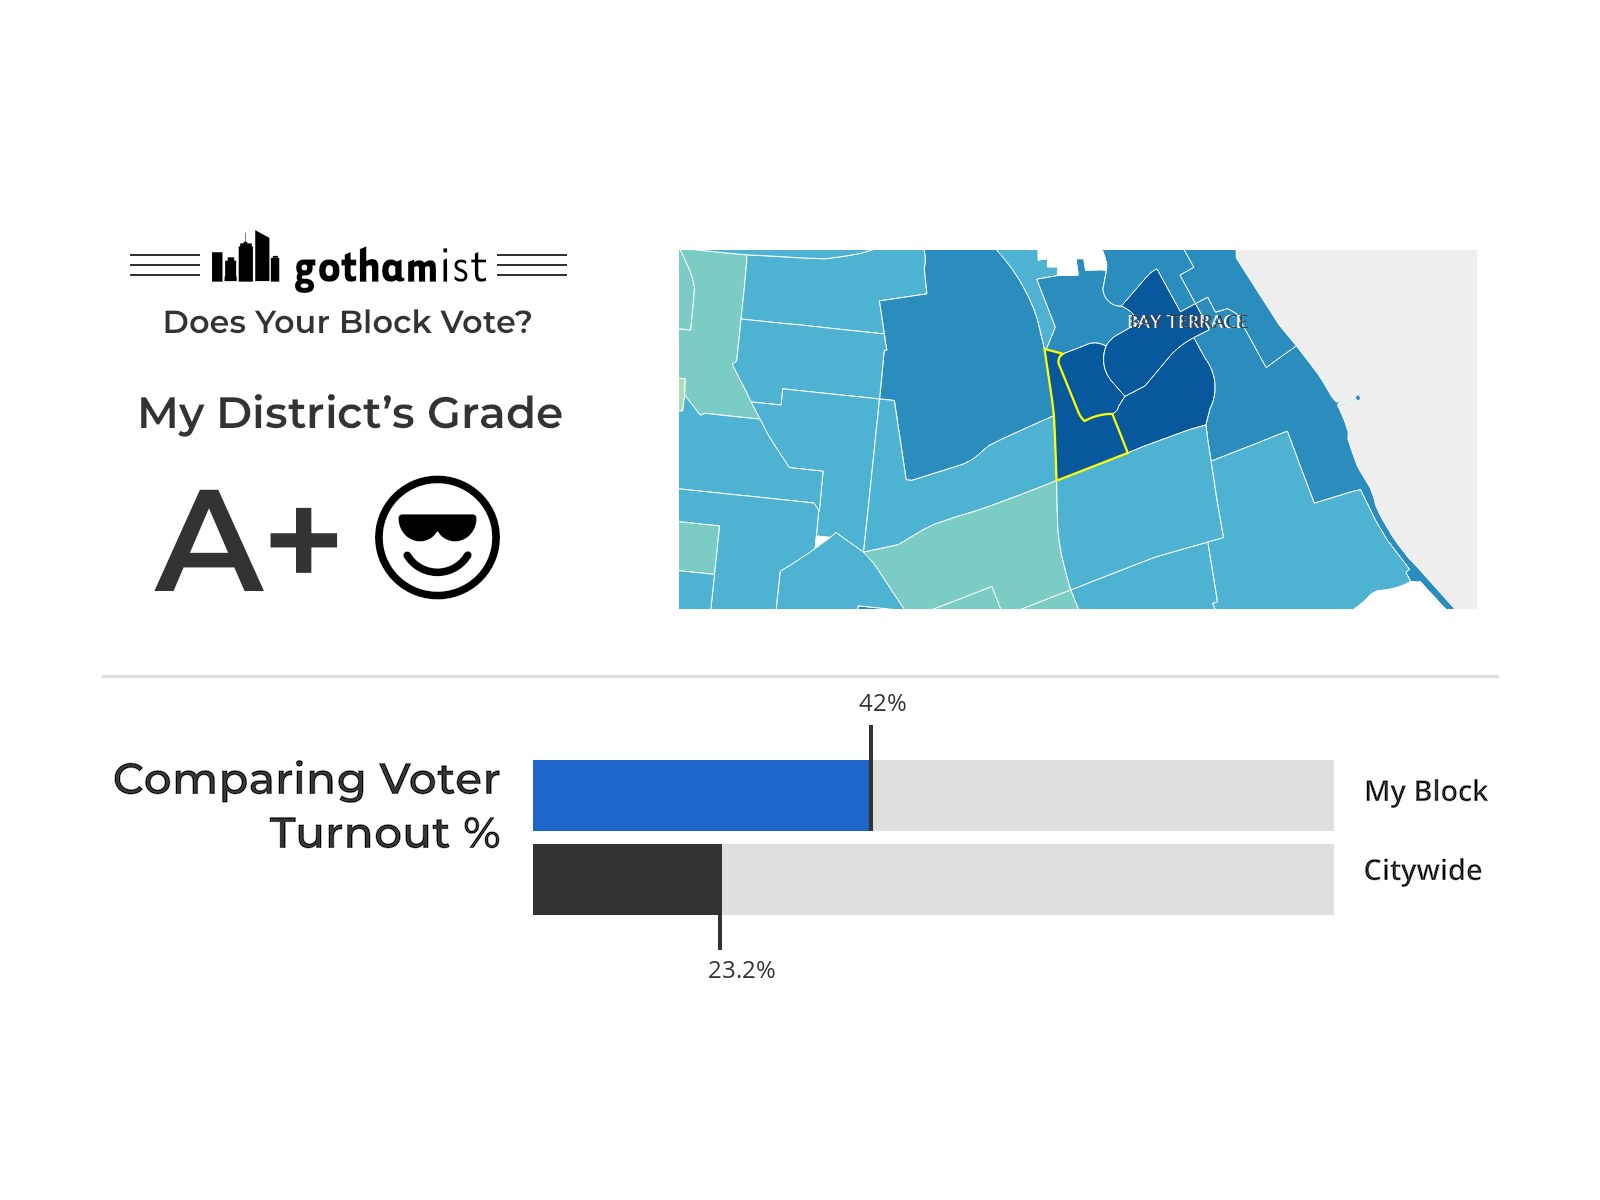 gothamist
Does Your Block Vote?
My District’s Grade
A+
BAY TERRACE
42%
Comparing Voter
Turnout %
My Block
Citywide
23.2%